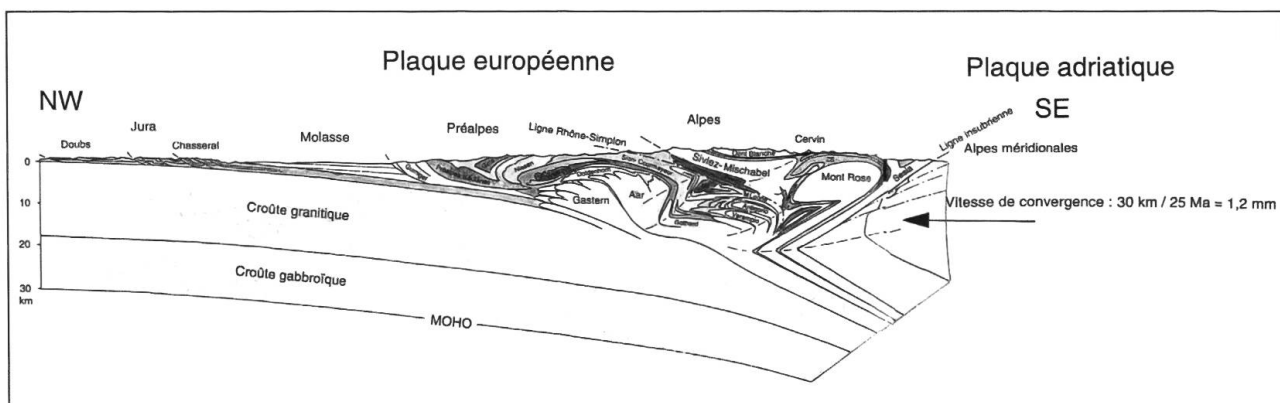 Plaque européenne
Plaque adriatique
NW
SE
Jura
Doubs
Chasseral
Molasse
Préalpes
Ligne Rhône-Simplon
Alpes
Cervin
Ligne insubrienne
Alpes méridionales
Dent Blanche
Siviez-Mischabel
Mont Rose
Gastern
Aar
Gotthard
0
10
20
30
km
Croûte granitique
Croûte gabbroïque
MOHO
Vitesse de convergence : 30 km / 25 Ma = 1,2 mm